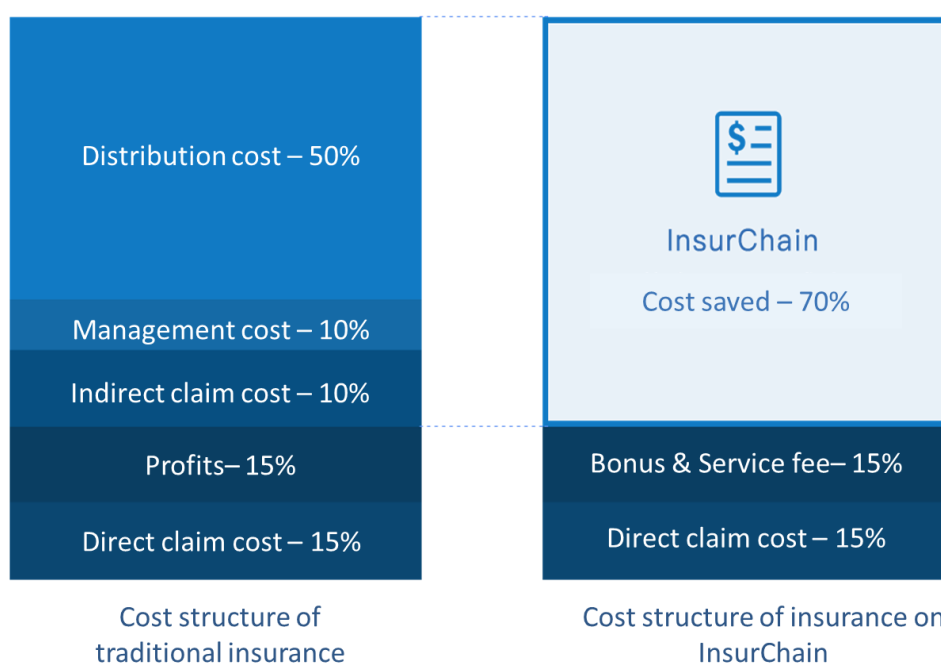 Distribution cost – 50%
Management cost – 10%
Indirect claim cost – 10%
Profits– 15%
Direct claim cost – 15%
Cost structure of
traditional insurance
$
InsurChain
Cost saved – 70%
Bonus & Service fee– 15%
Direct claim cost – 15%
Cost structure of insurance on
InsurChain